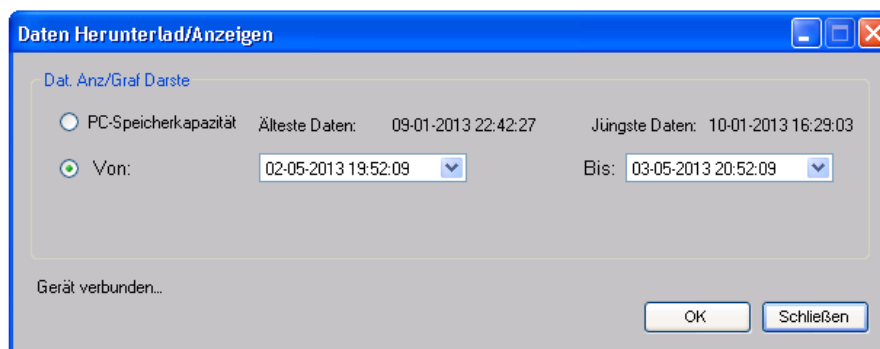 Daten Herunterlad/Anzeigen
Dat. Anz/Graf Darste
PC-Speicherkapazität Älteste Daten: 09-01-2013 22:42:27 Jüngste Daten: 10-01-2013 16:29:03
Von: 02-05-2013 19:52:09 Bis: 03-05-2013 20:52:09
Gerät verbunden...
OK Schließen